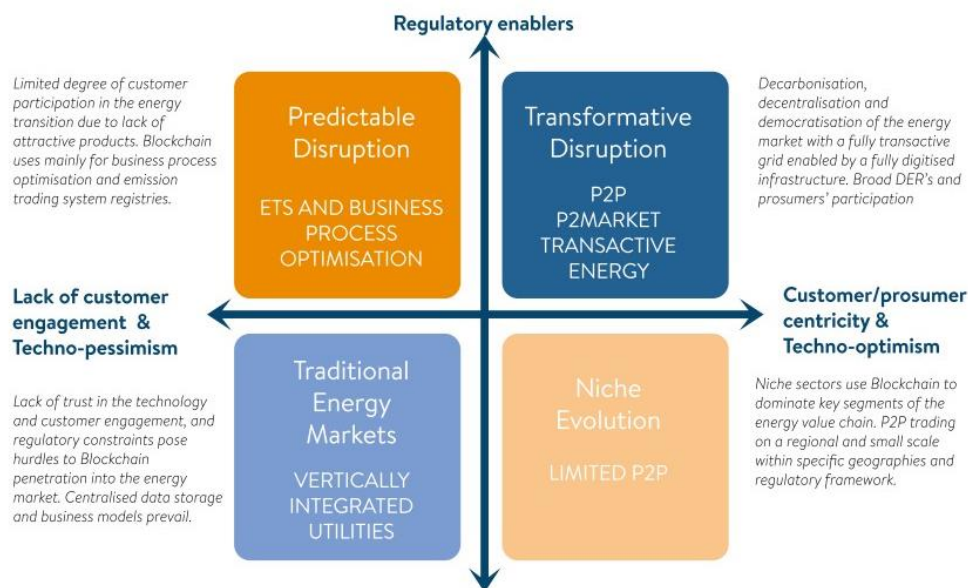 Regulatory enablers
Limited degree of customer
participation in the energy
transition due to lack of
attractive products. Blockchain
uses mainly for business process
optimisation and emission
trading system registries.
Predictable
Disruption
ETS AND BUSINESS
PROCESS
OPTIMISATION
Transformative
Disruption
P2P
P2MARKET
TRANSACTIVE
ENERGY
Decarbonisation,
decentralisation and
democratisation of the energy
market with a fully transactive
grid enabled by a fully digitised
infrastructure. Broad DER's and
prosumers' participation
Lack of customer
engagement &
Techno-pessimism
Customer/prosumer
centricity &
Techno-optimism
Lack of trust in the technology
and customer engagement, and
regulatory constraints pose
hurdles to Blockchain
penetration into the energy
market. Centralised data storage
and business models prevail.
Traditional
Energy
Markets
VERTICALLY
INTEGRATED
UTILITIES
Niche
Evolution
LIMITED P2P
Niche sectors use Blockchain to
dominate key segments of the
energy value chain. P2P trading
on a regional and small scale
within specific geographies and
regulatory framework.